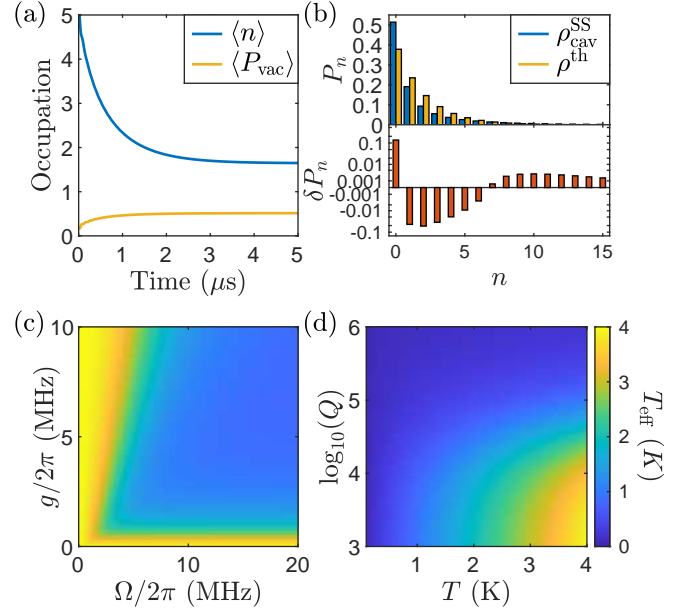 (a)
⟨n⟩
⟨P_vac⟩
Occupation
5
4
3
2
1
0
0 1 2 3 4 5
Time (μs)
(b)
ρ_cav^SS
ρ^th
P_n
0.5
0.4
0.3
0.2
0.1
0
δP_n
0.1
0.01
0.001
-0.001
-0.01
-0.1
0 5 10 15
n
(c)
g/2π (MHz)
10
5
0
0 10 20
Ω/2π (MHz)
(d)
log₁₀(Q)
6
5
4
3
1 2 3 4
T (K)
4
3
2
1
0
T_eff (K)